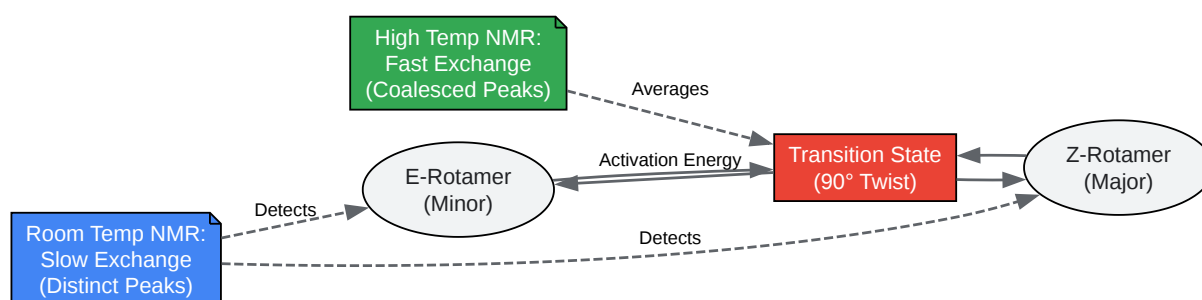 High Temp NMR:
Fast Exchange
(Coalesced Peaks)
Averages
Activation Energy
Transition State
(90° Twist)
Z-Rotamer
(Major)
E-Rotamer
(Minor)
Detects
Room Temp NMR:
Slow Exchange
(Distinct Peaks)
Detects